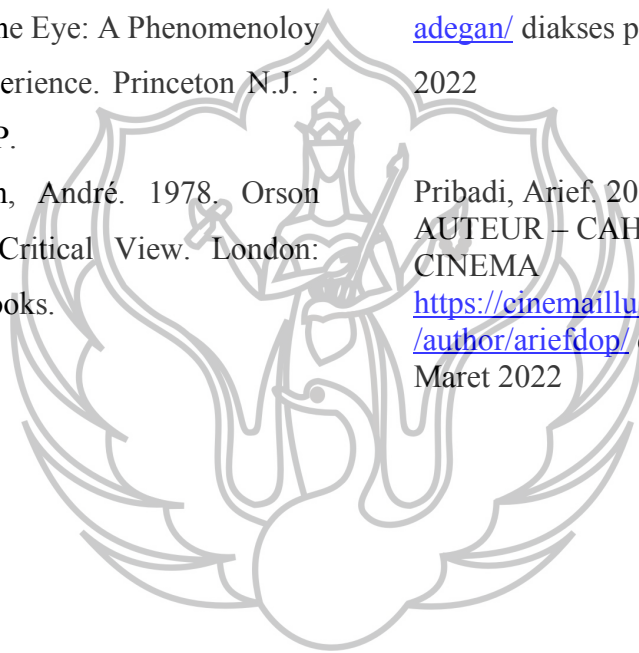 ne Eye: A Phenomenoloy
erience. Princeton N.J. :
P.
n, André. 1978. Orson
Critical View. London:
ooks.
adegan/ diakses p
2022
Pribadi, Arief. 20
AUTEUR – CAH
CINEMA
https://cinemaillu
/author/ariefdop/
Maret 2022